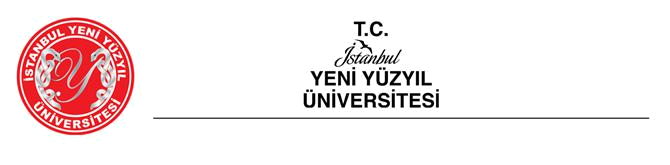 İSTANBUL YENİ YÜZYIL
Y
ÜNİVERSİTESİ
T.C.
İstanbul
YENİ YÜZYIL
ÜNİVERSİTESİ